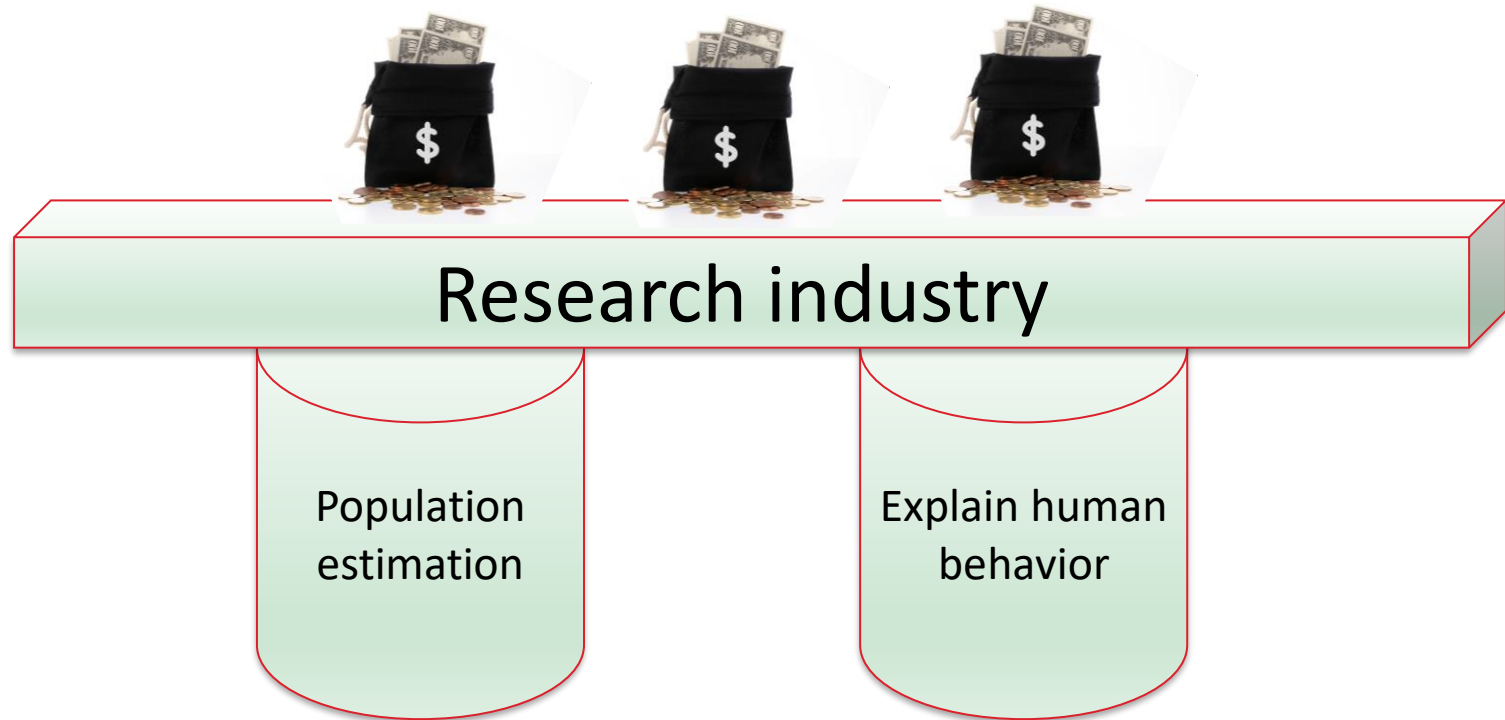 $
$
$
Research industry
Population
estimation
Explain human
behavior